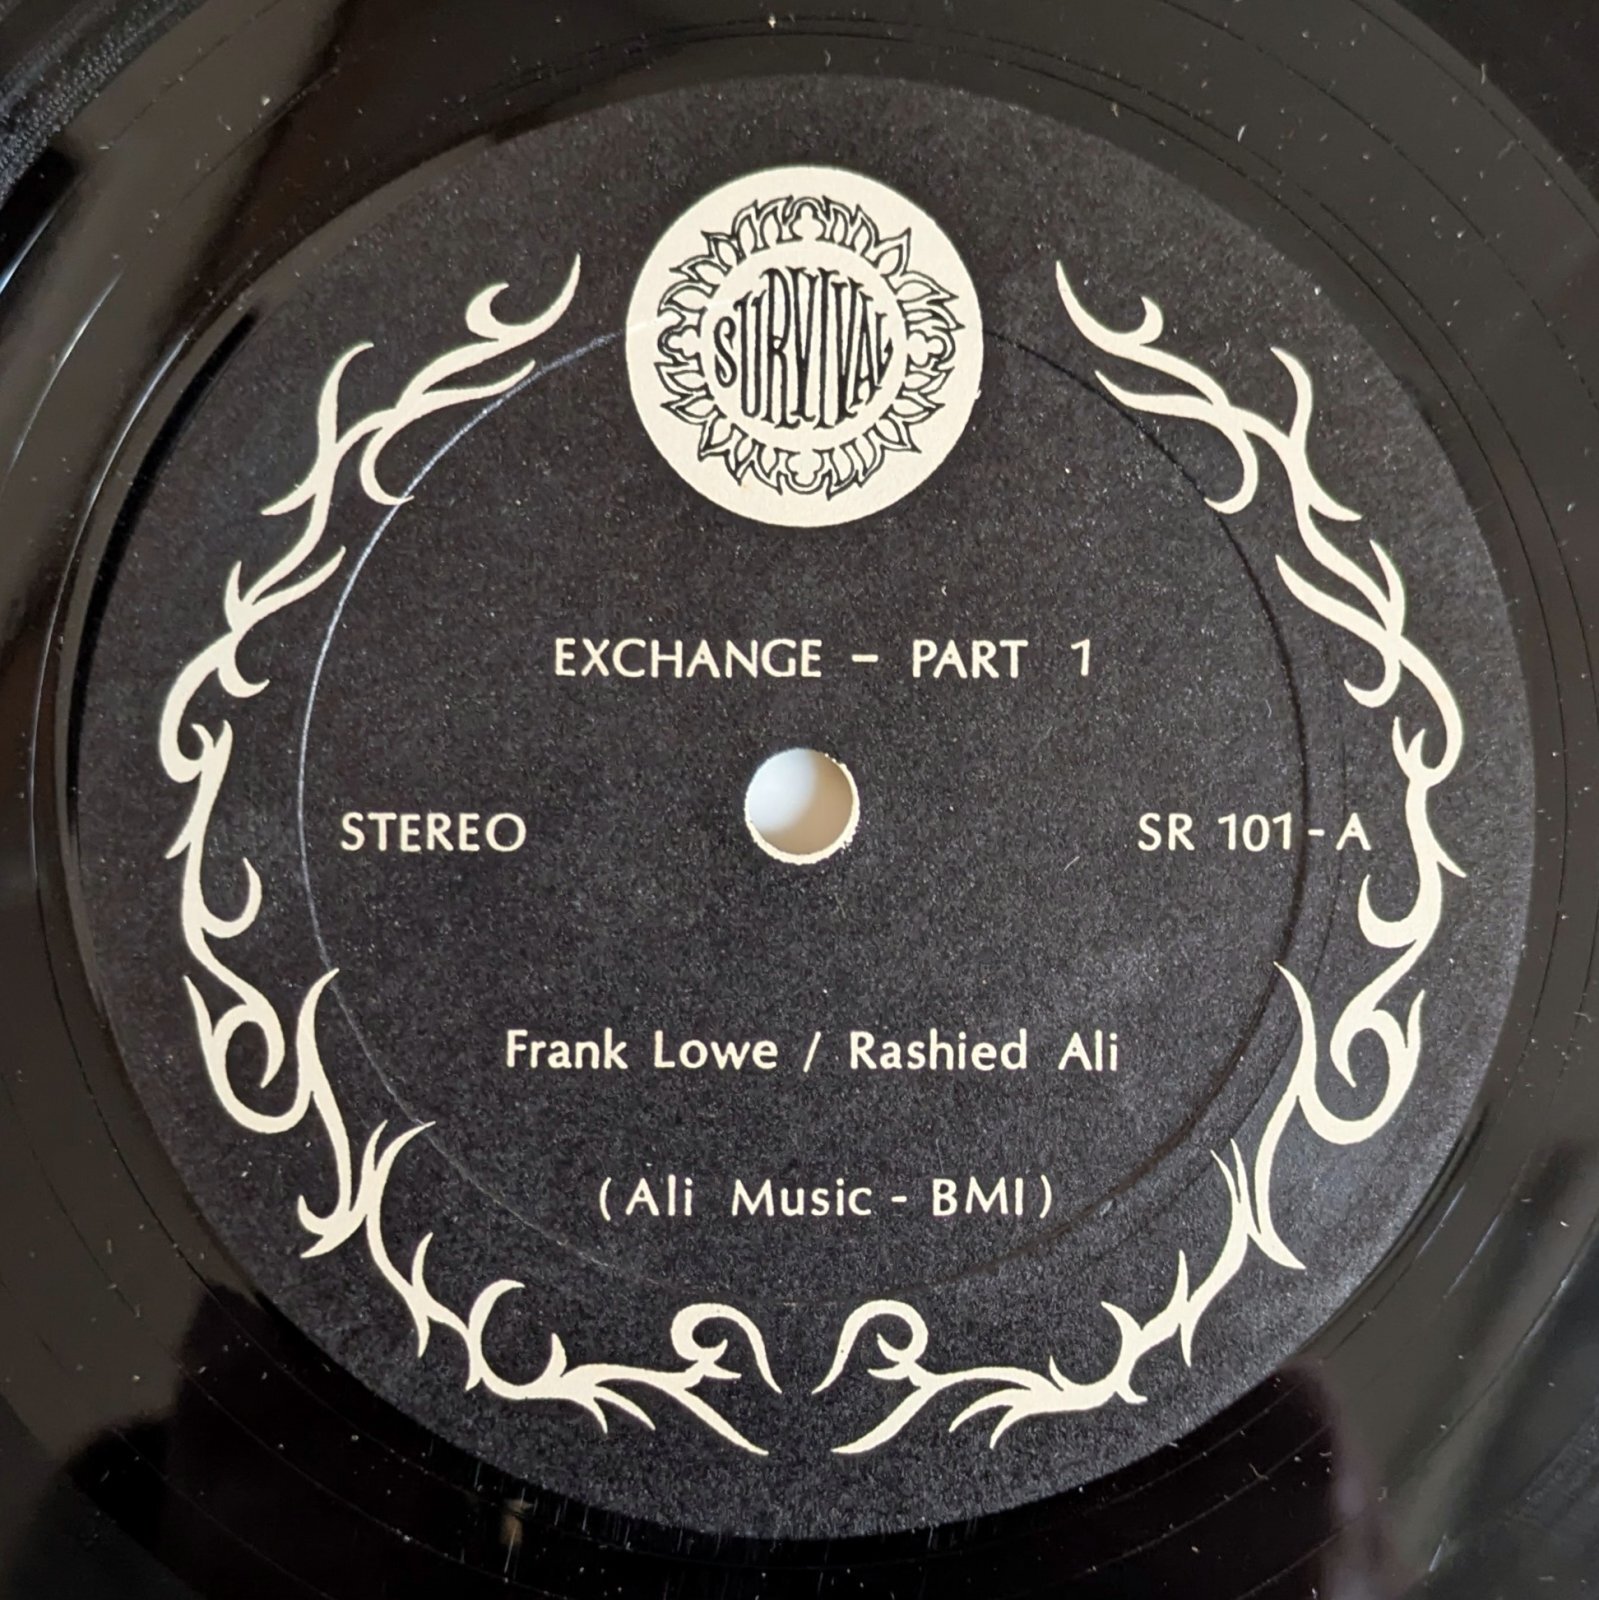 SURVIVAL
EXCHANGE - PART 1
STEREO
SR 101-A
Frank Lowe / Rashied Ali
(Ali Music - BMI)